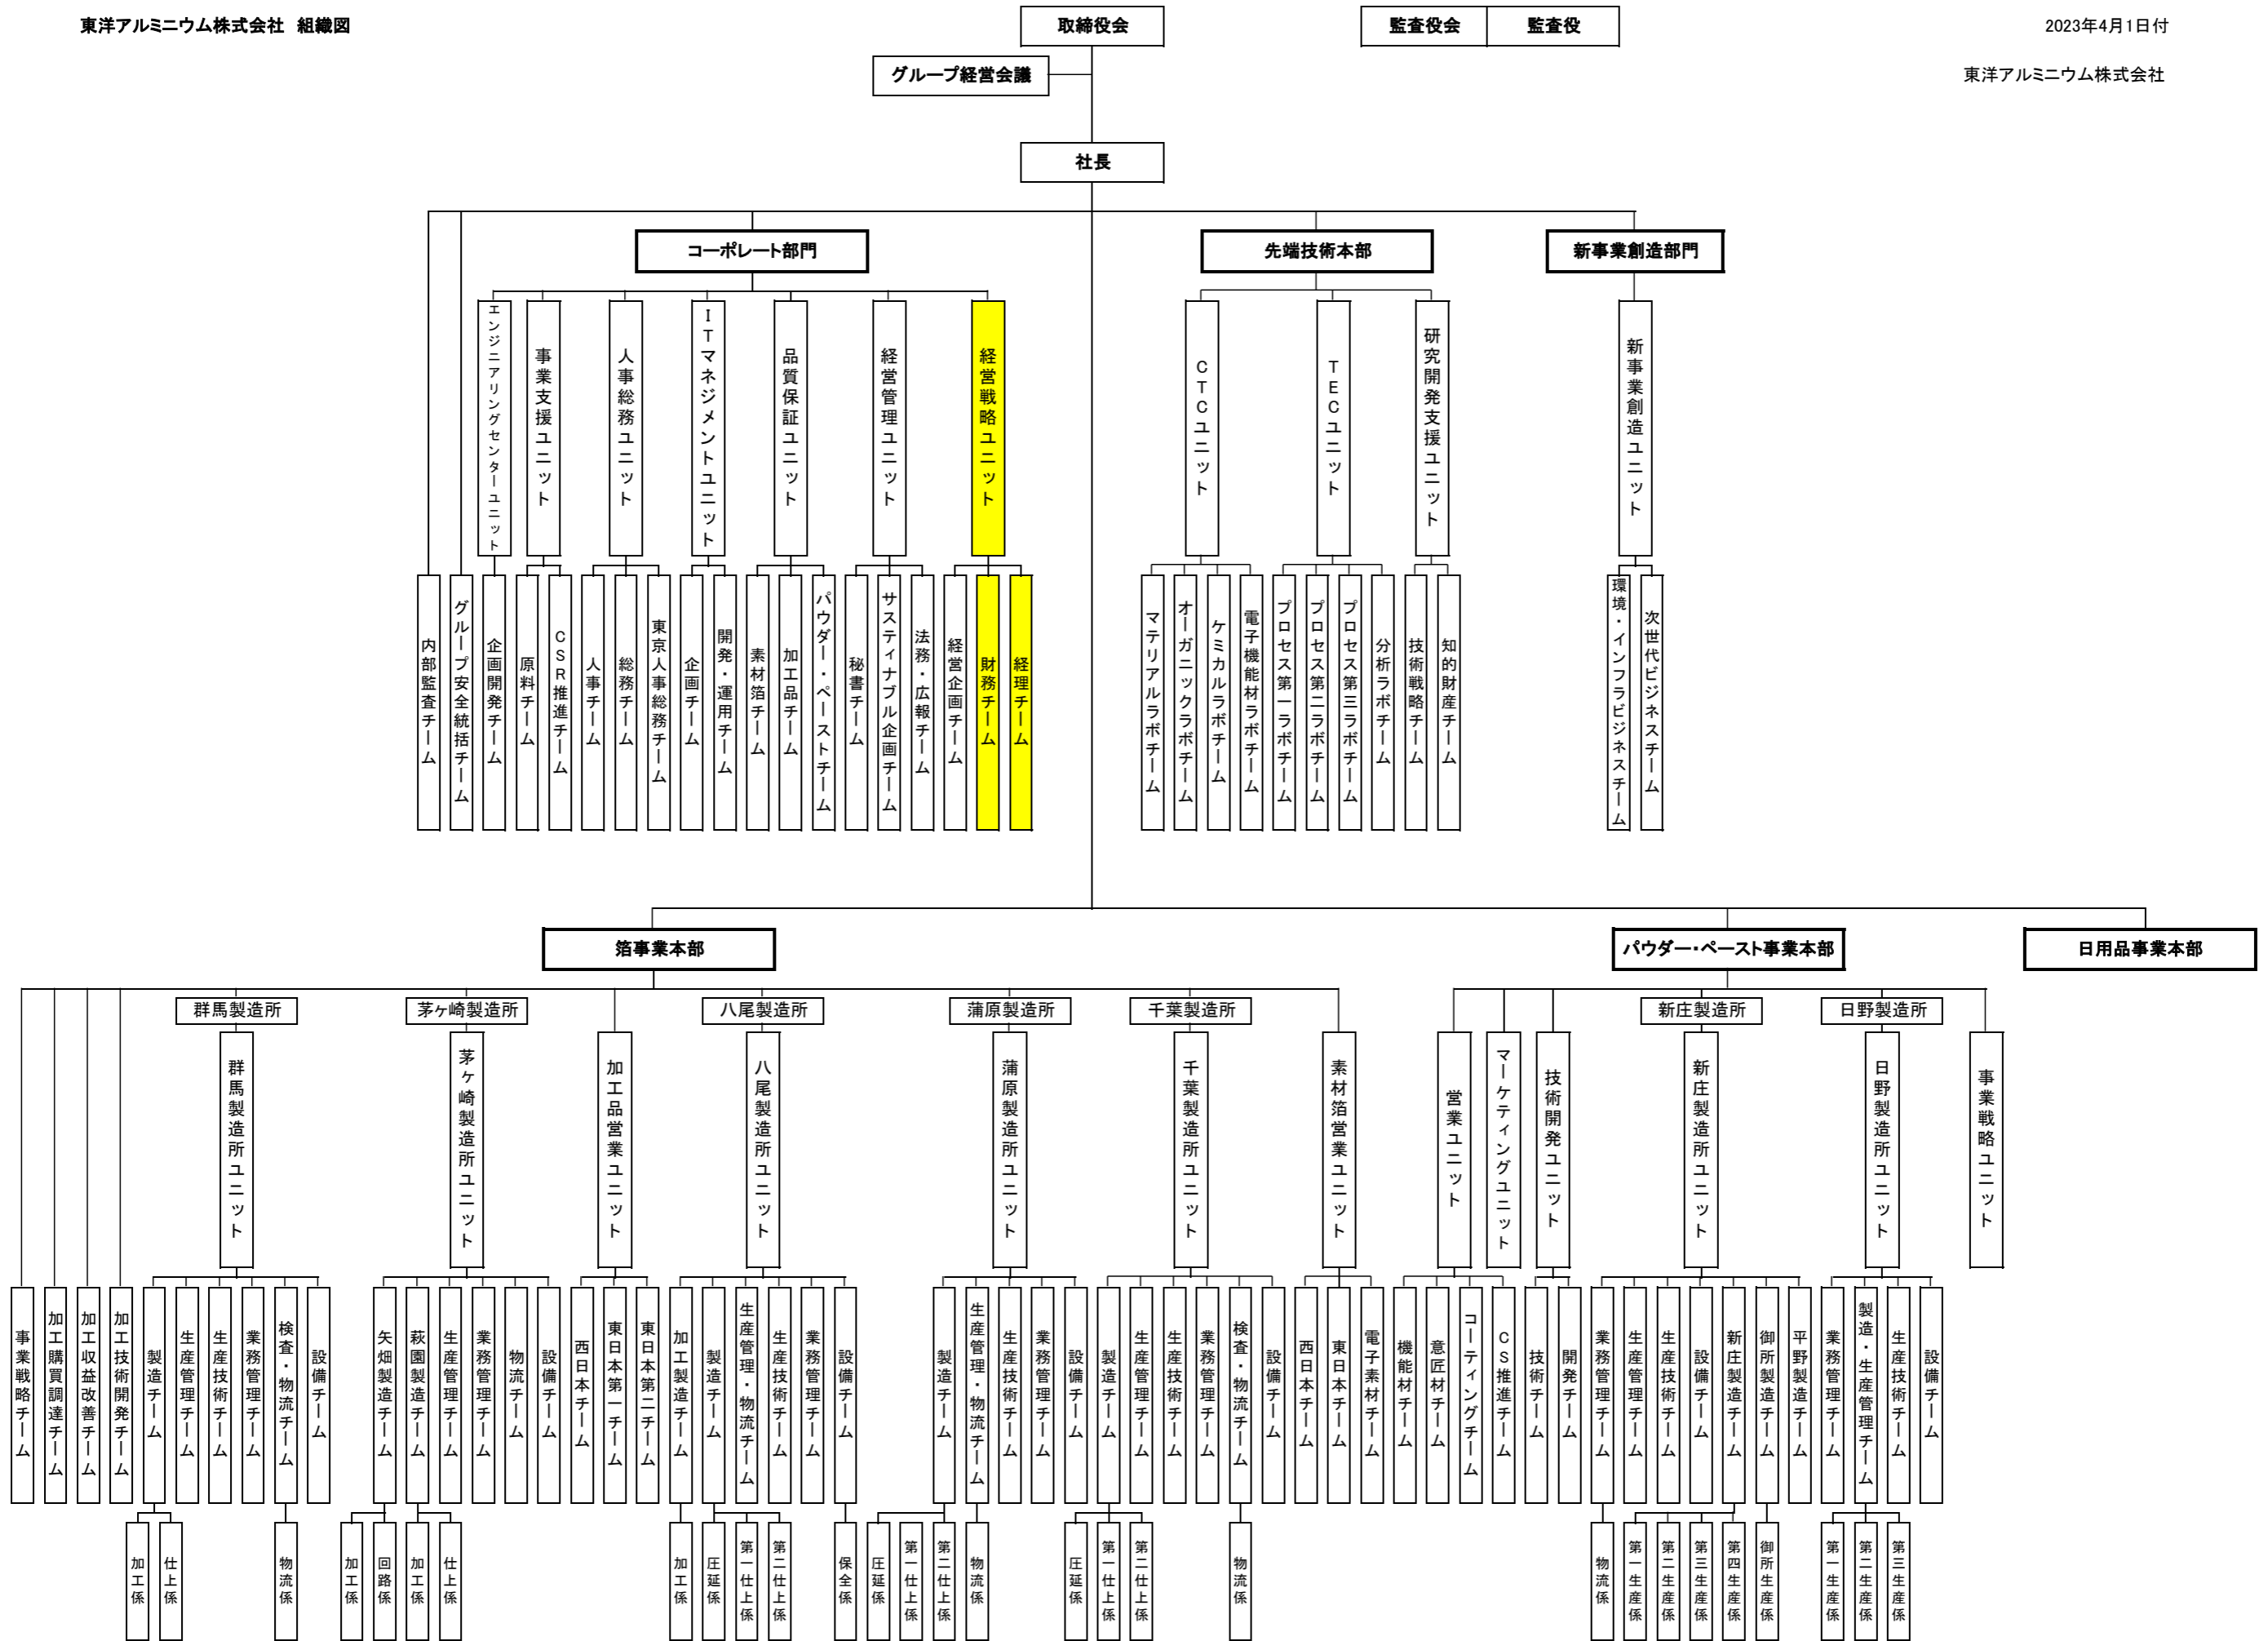 東洋アルミニウム株式会社 組織図
取締役会
監査役会
監査役
2023年4月1日付
グループ経営会議
東洋アルミニウム株式会社
社長
コーポレート部門
先端技術本部
新事業創造部門
エンジニアリングセンターユニット
事業支援ユニット
人事総務ユニット
ITマネジメントユニット
品質保証ユニット
経営管理ユニット
経営戦略ユニット
CTCユニット
TECユニット
研究開発支援ユニット
新事業創造ユニット
内部監査チーム
グループ安全統括チーム
企画開発チーム
原料チーム
CSR推進チーム
人事チーム
総務チーム
東京人事総務チーム
企画チーム
開発・運用チーム
素材箔チーム
加工品チーム
パウダー・ペーストチーム
秘書チーム
サスティナブル企画チーム
法務・広報チーム
経営企画チーム
財務チーム
経理チーム
マテリアルラボチーム
オーガニックラボチーム
ケミカルラボチーム
電子機能材ラボチーム
プロセス第一ラボチーム
プロセス第二ラボチーム
プロセス第三ラボチーム
分析ラボチーム
技術戦略チーム
知的財産チーム
環境・インフラビジネスチーム
次世代ビジネスチーム
箔事業本部
パウダー・ペースト事業本部
日用品事業本部
群馬製造所
茅ヶ崎製造所
八尾製造所
蒲原製造所
千葉製造所
新庄製造所
日野製造所
群馬製造所ユニット
茅ヶ崎製造所ユニット
加工品営業ユニット
八尾製造所ユニット
蒲原製造所ユニット
千葉製造所ユニット
素材箔営業ユニット
営業ユニット
マーケティングユニット
技術開発ユニット
新庄製造所ユニット
日野製造所ユニット
事業戦略ユニット
事業戦略チーム
加工購買調達チーム
加工収益改善チーム
加工技術開発チーム
製造チーム
生産管理チーム
生産技術チーム
業務管理チーム
検査・物流チーム
設備チーム
矢畑製造チーム
萩園製造チーム
生産管理チーム
業務管理チーム
物流チーム
設備チーム
西日本チーム
東日本第一チーム
東日本第二チーム
加工製造チーム
製造チーム
生産管理・物流チーム
生産技術チーム
業務管理チーム
設備チーム
製造チーム
生産管理・物流チーム
生産技術チーム
業務管理チーム
設備チーム
製造チーム
生産管理チーム
生産技術チーム
業務管理チーム
検査・物流チーム
設備チーム
西日本チーム
東日本チーム
電子素材チーム
機能材チーム
意匠材チーム
コーティングチーム
CS推進チーム
技術チーム
開発チーム
業務管理チーム
生産管理チーム
生産技術チーム
設備チーム
新庄製造チーム
御所製造チーム
平野製造チーム
業務管理チーム
製造・生産管理チーム
生産技術チーム
設備チーム
加工係
仕上係
物流係
加工係
回路係
加工係
仕上係
加工係
圧延係
第一仕上係
第二仕上係
保全係
圧延係
第一仕上係
第二仕上係
物流係
圧延係
第一仕上係
第二仕上係
物流係
物流係
第一生産係
第二生産係
第三生産係
第四生産係
御所生産係
第一生産係
第二生産係
第三生産係